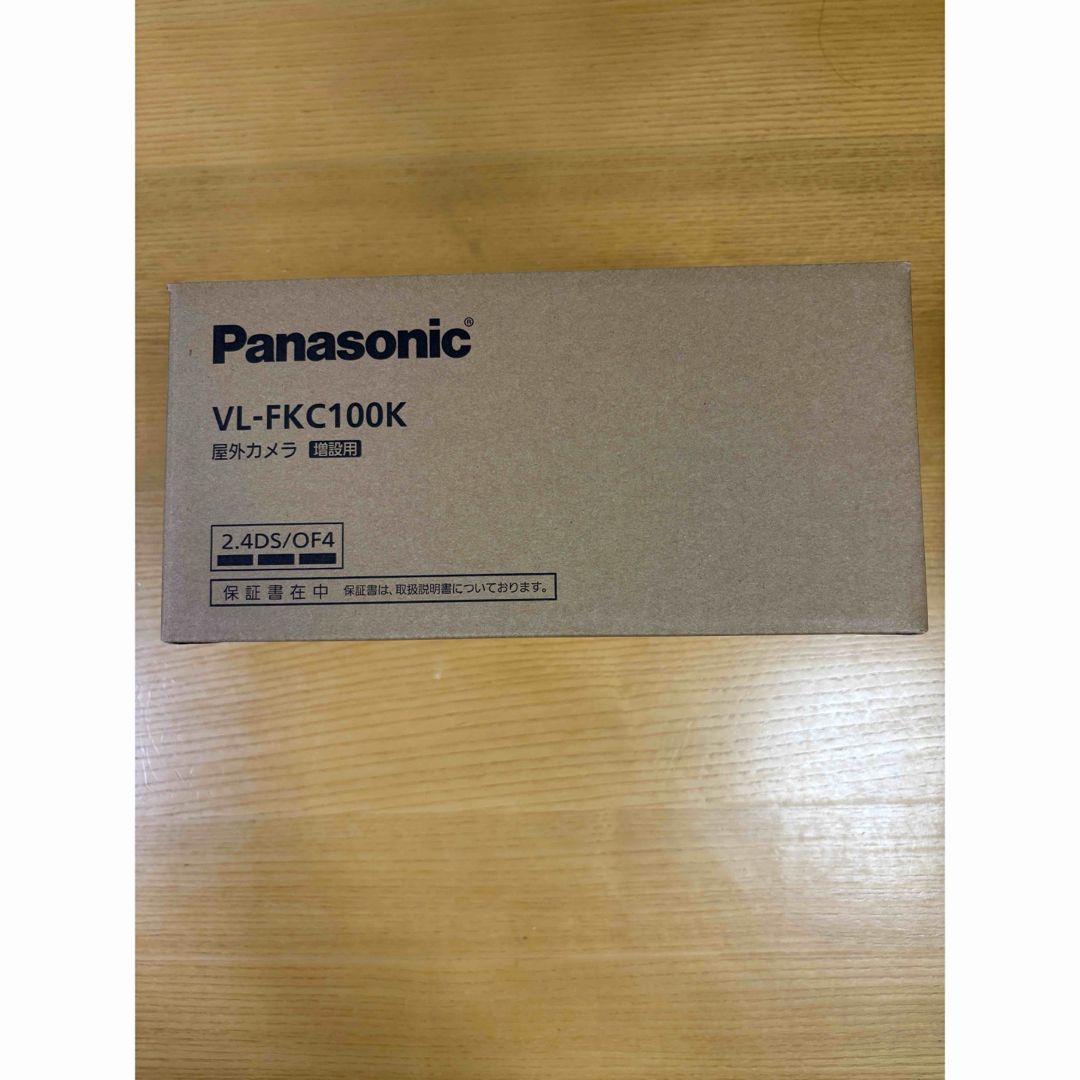 Panasonic®
VL-FKC100K
屋外カメラ 増設用
2.4DS/OF4
保証書在中 保証書は、取扱説明書についております。